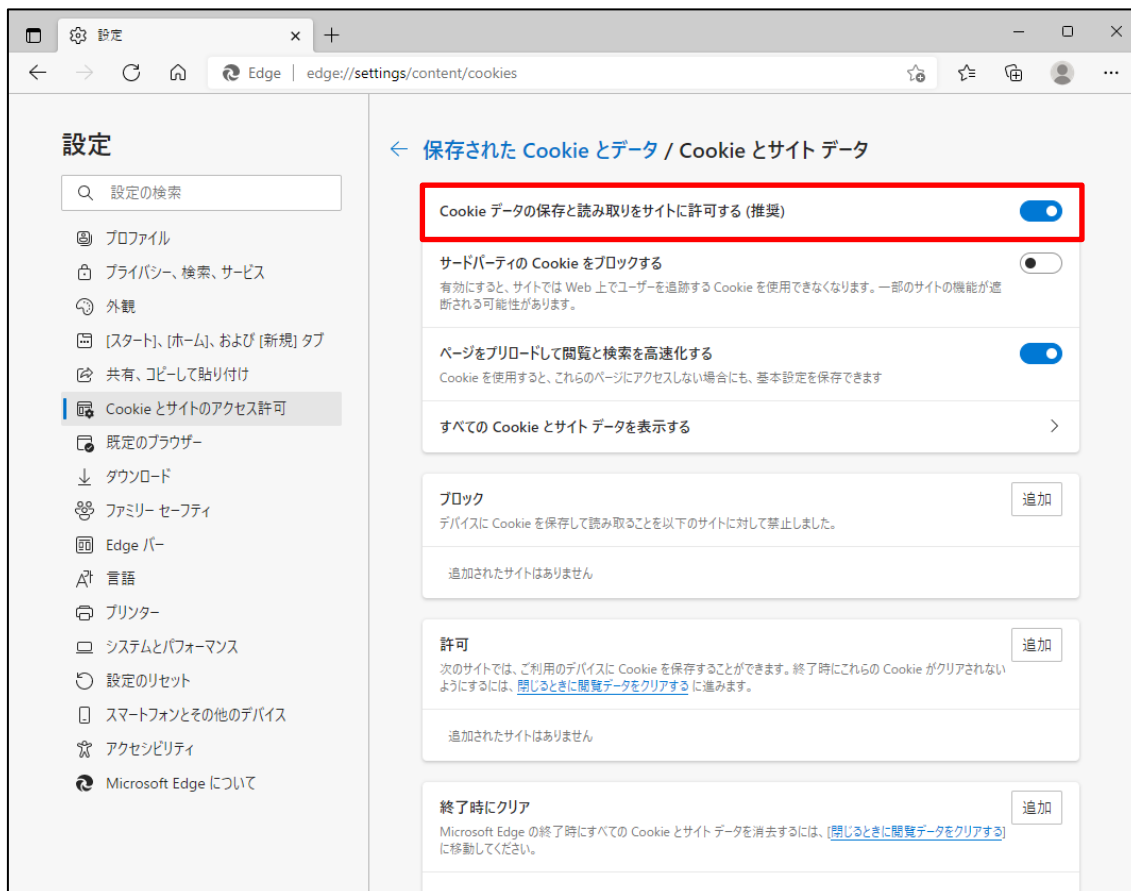 設定
Edge | edge://settings/content/cookies
設定
設定の検索
プロファイル
プライバシー、検索、サービス
外観
[スタート]、[ホーム]、および [新規] タブ
共有、コピーして貼り付け
Cookie とサイトのアクセス許可
既定のブラウザー
ダウンロード
ファミリー セーフティ
Edge バー
言語
プリンター
システムとパフォーマンス
設定のリセット
スマートフォンとその他のデバイス
アクセシビリティ
Microsoft Edge について
保存された Cookie とデータ / Cookie とサイト データ
Cookie データの保存と読み取りをサイトに許可する (推奨)
サードパーティの Cookie をブロックする
有効にすると、サイトでは Web 上でユーザーを追跡する Cookie を使用できなくなります。一部のサイトの機能が遮
断される可能性があります。
ページをプリロードして閲覧と検索を高速化する
Cookie を使用すると、これらのページにアクセスしない場合にも、基本設定を保存できます
すべての Cookie とサイト データを表示する
ブロック
追加
デバイスに Cookie を保存して読み取ることを以下のサイトに対して禁止しました。
追加されたサイトはありません
許可
追加
次のサイトでは、ご利用のデバイスに Cookie を保存することができます。終了時にこれらの Cookie がクリアされない
ようにするには、閉じるときに閲覧データをクリアする に進みます。
追加されたサイトはありません
終了時にクリア
追加
Microsoft Edge の終了時にすべての Cookie とサイト データを消去するには、[閉じるときに閲覧データをクリアする]
に移動してください。